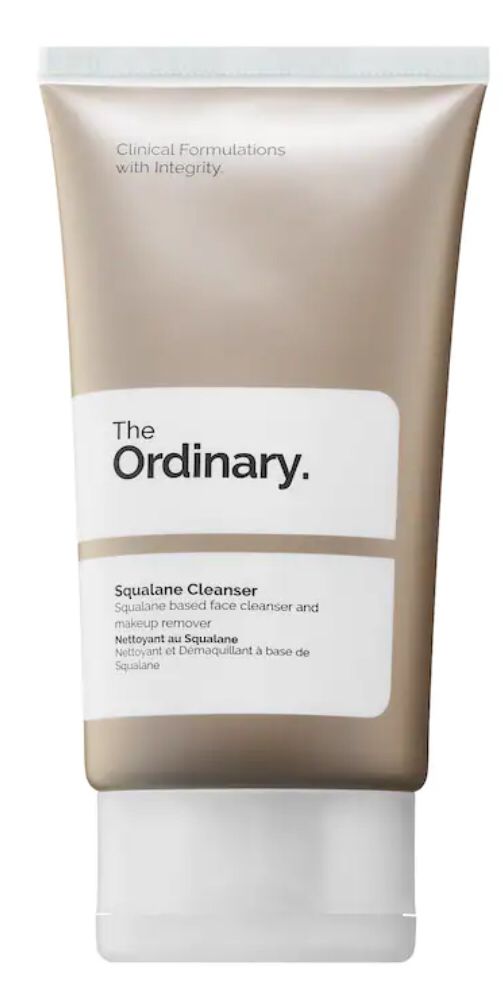 Clinical Formulations
with Integrity.
The
Ordinary.
Squalane Cleanser
Squalane based face cleanser and
makeup remover
Nettoyant au Squalane
Nettoyant et Démaquillant à base de
Squalane